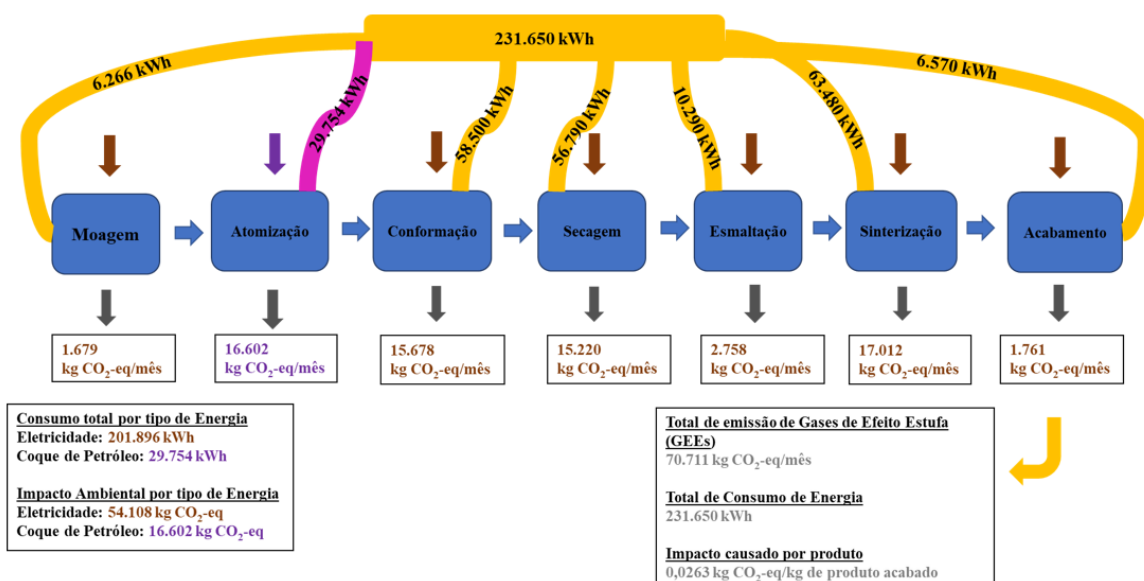 231.650 kWh
6.266 kWh
29.754 kWh
58.500 kWh
56.790 kWh
10.290 kWh
63.480 kWh
6.570 kWh
Moagem
Atomização
Conformação
Secagem
Esmaltação
Sinterização
Acabamento
1.679
kg CO₂-eq/mês
16.602
kg CO₂-eq/mês
15.678
kg CO₂-eq/mês
15.220
kg CO₂-eq/mês
2.758
kg CO₂-eq/mês
17.012
kg CO₂-eq/mês
1.761
kg CO₂-eq/mês
Consumo total por tipo de Energia
Eletricidade: 201.896 kWh
Coque de Petróleo: 29.754 kWh
Impacto Ambiental por tipo de Energia
Eletricidade: 54.108 kg CO₂-eq
Coque de Petróleo: 16.602 kg CO₂-eq
Total de emissão de Gases de Efeito Estufa
(GEEs)
70.711 kg CO₂-eq/mês
Total de Consumo de Energia
231.650 kWh
Impacto causado por produto
0,0263 kg CO₂-eq/kg de produto acabado